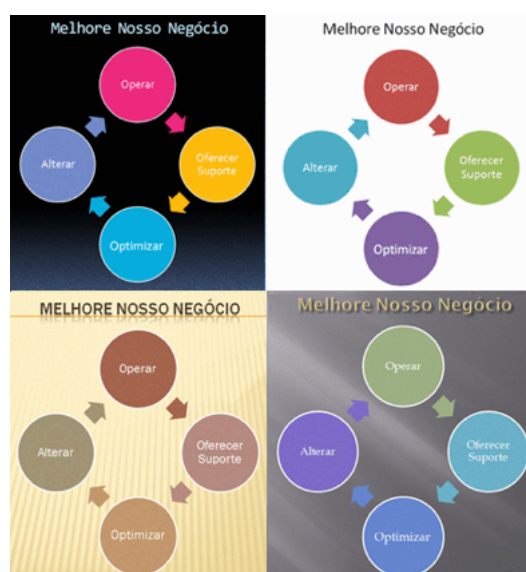 Melhore Nosso Negócio
Operar
Oferecer
Suporte
Optimizar
Alterar
Melhore Nosso Negócio
Operar
Oferecer
Suporte
Optimizar
Alterar
MELHORE NOSSO NEGÓCIO
Operar
Oferecer
Suporte
Optimizar
Alterar
Melhore Nosso Negócio
Operar
Oferecer
Suporte
Optimizar
Alterar